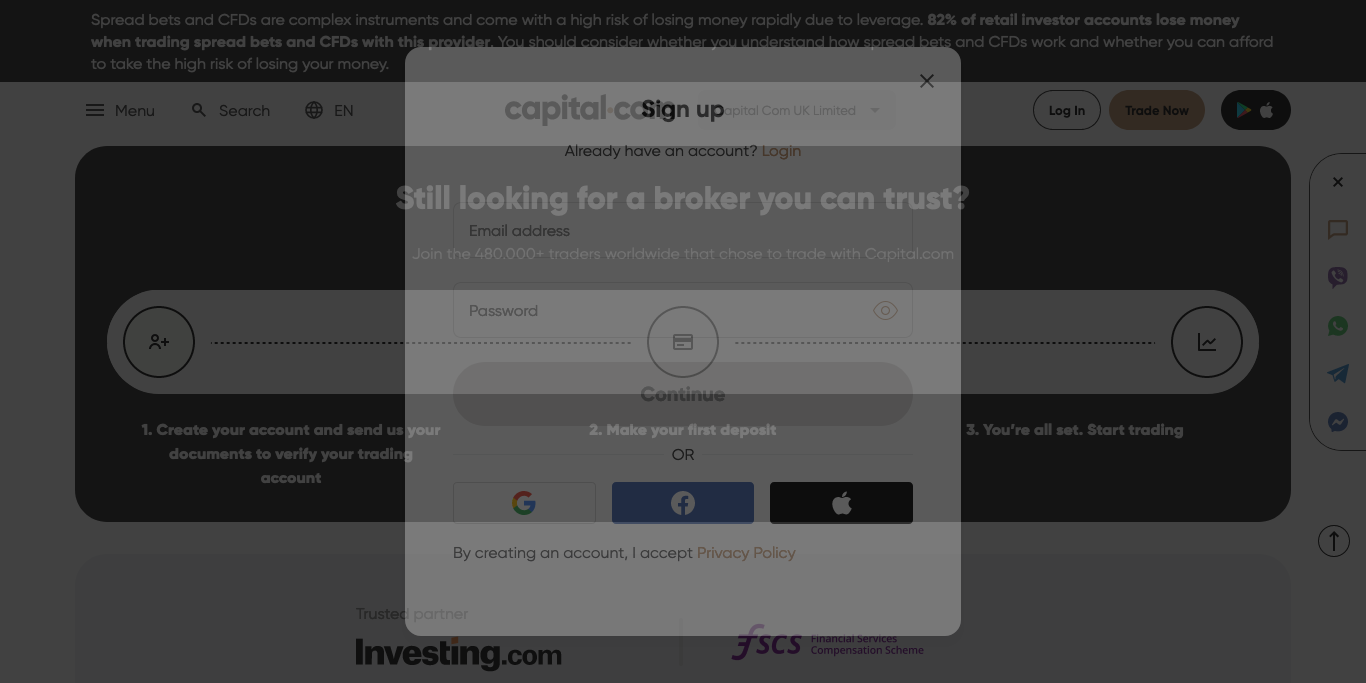 Spread bets and CFDs are complex instruments and come with a high risk of losing money rapidly due to leverage. 82% of retail investor accounts lose money
when trading spread bets and CFDs with this provider. You should consider whether you understand how spread bets and CFDs work and whether you can afford
to take the high risk of losing your money.
Menu
Search
EN
capital.com
Capital Com UK Limited
Log In
Trade Now
Sign up
Already have an account? Login
Still looking for a broker you can trust?
Email address
Join the 480.000+ traders worldwide that chose to trade with Capital.com
Password
Continue
1. Create your account and send us your
documents to verify your trading
account
2. Make your first deposit
3. You’re all set. Start trading
OR
By creating an account, I accept Privacy Policy
Trusted partner
Investing.com
FSCS
Financial Services
Compensation Scheme